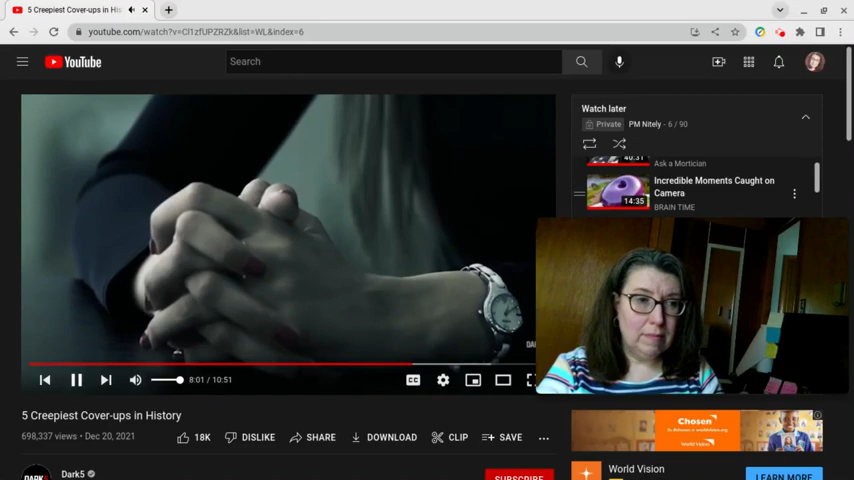 5 Creepiest Cover-ups in His
youtube.com/watch?v=Cl1zfUPZRZk&list=WL&index=6
YouTube
Search
Watch later
Private PM Nitely - 6 / 90
40:31
Ask a Mortician
Incredible Moments Caught on
Camera
14:35
BRAIN TIME
8:01 / 10:51
CC
5 Creepiest Cover-ups in History
698,337 views • Dec 20, 2021
18K
DISLIKE
SHARE
DOWNLOAD
CLIP
SAVE
Dark5
SUBSCRIBE
Chosen
World Vision
World Vision
LEARN MORE